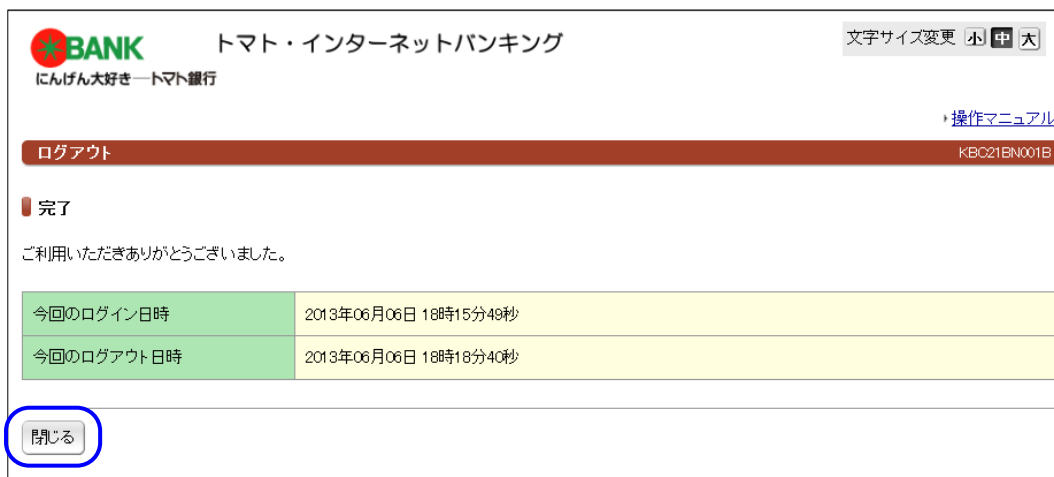 BANK
トマト・インターネットバンキング
文字サイズ変更 小 中 大
にんげん大好き―トマト銀行
操作マニュアル
ログアウト
KBC21BN001B
完了
ご利用いただきありがとうございました。
今回のログイン日時 2013年06月06日 18時15分49秒
今回のログアウト日時 2013年06月06日 18時18分40秒
閉じる